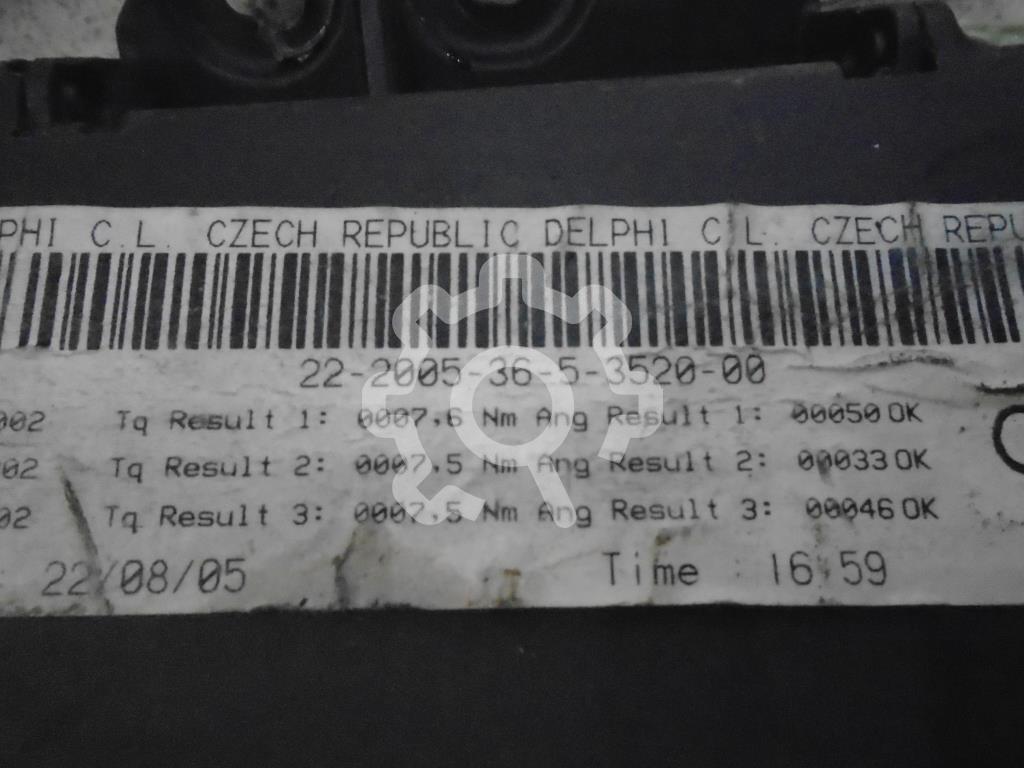 PHI C.L. CZECH REPUBLIC DELPHI C.L. CZECH REPU
22-2005-36-5-3520-00
002 Tq Result 1: 0007,6 Nm Ang Result 1: 00050 OK
02 Tq Result 2: 0007,5 Nm Ang Result 2: 00033 OK
02 Tq Result 3: 0007,5 Nm Ang Result 3: 00046 OK
22/08/05 Time : 16:59